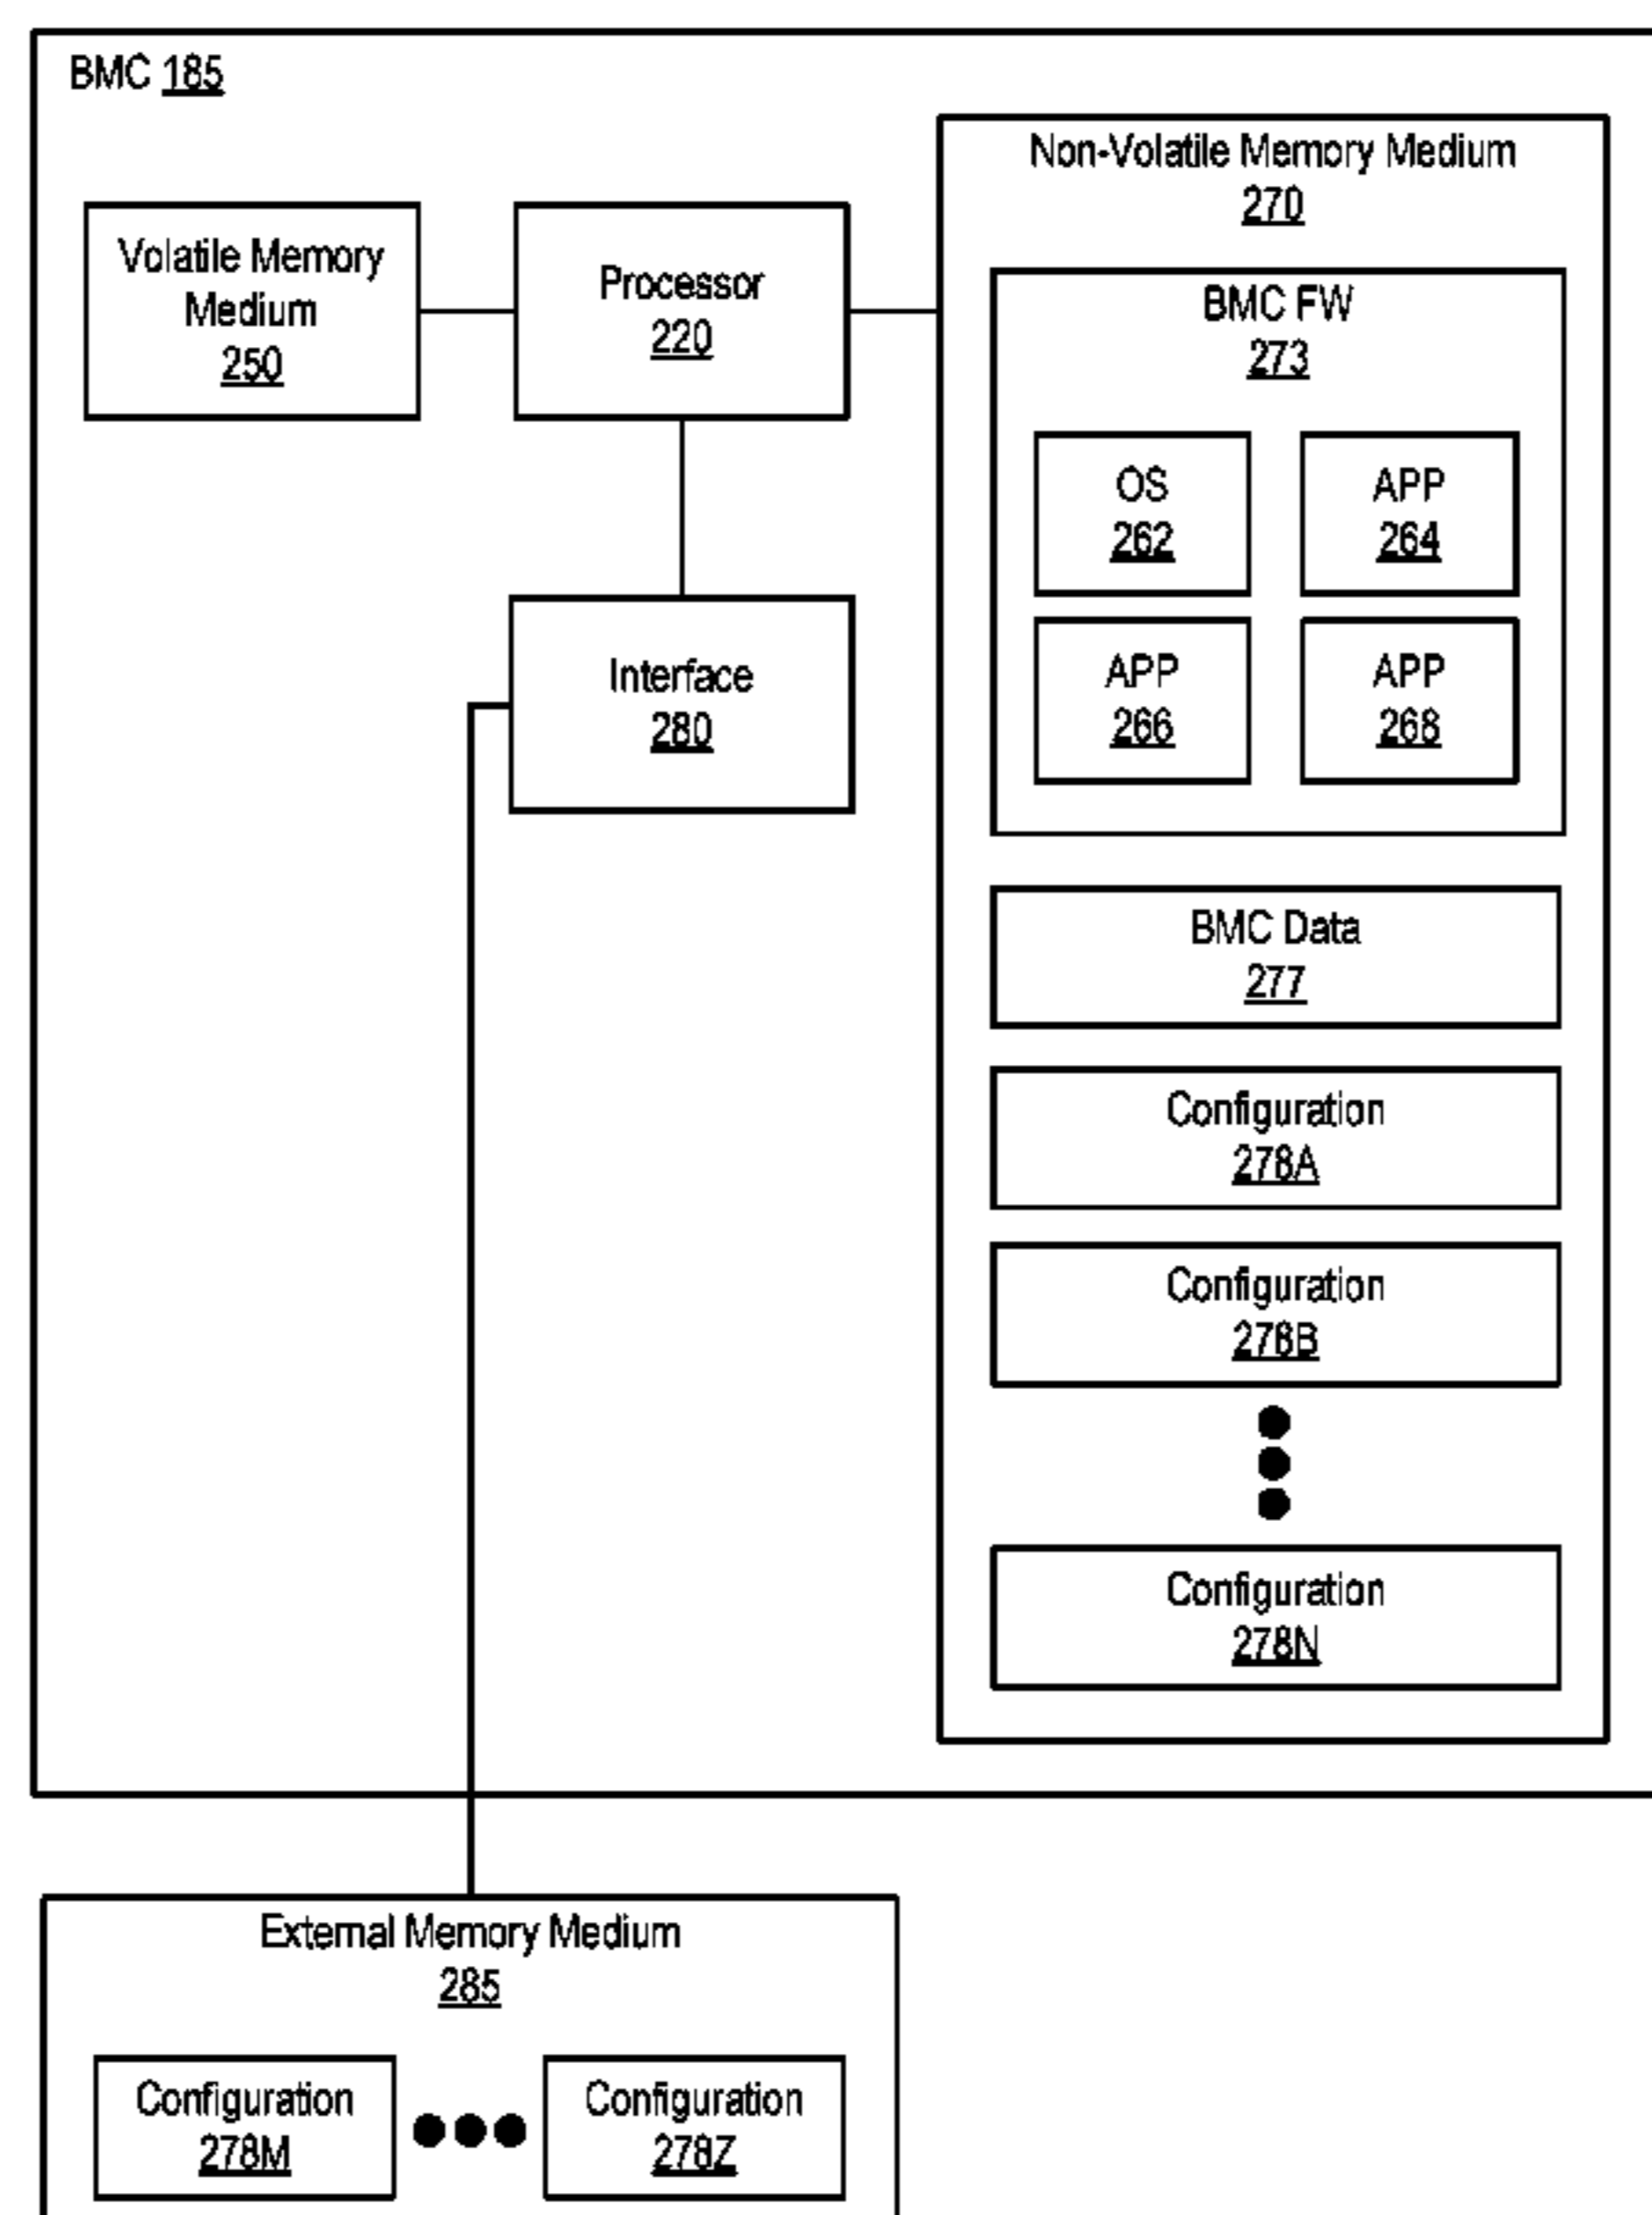 BMC 185
Volatile Memory
Medium
250
Processor
220
Non-Volatile Memory Medium
270
BMC FW
273
OS
262
APP
264
APP
266
APP
268
Interface
280
BMC Data
277
Configuration
278A
Configuration
278B
Configuration
278N
External Memory Medium
285
Configuration
278M
Configuration
278Z